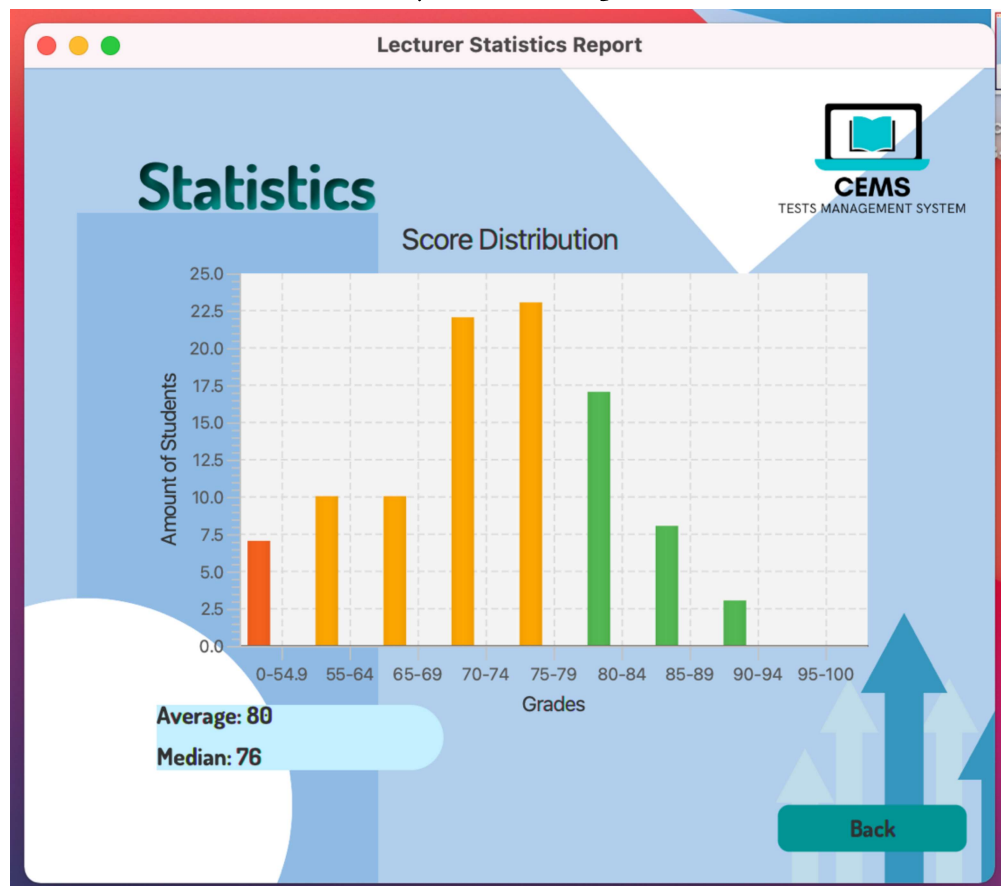 Lecturer Statistics Report
CEMS
TESTS MANAGEMENT SYSTEM
Statistics
Score Distribution
25.0
22.5
20.0
17.5
15.0
12.5
10.0
7.5
5.0
2.5
0.0
Amount of Students
0-54.9 55-64 65-69 70-74 75-79 80-84 85-89 90-94 95-100
Grades
Average: 80
Median: 76
Back